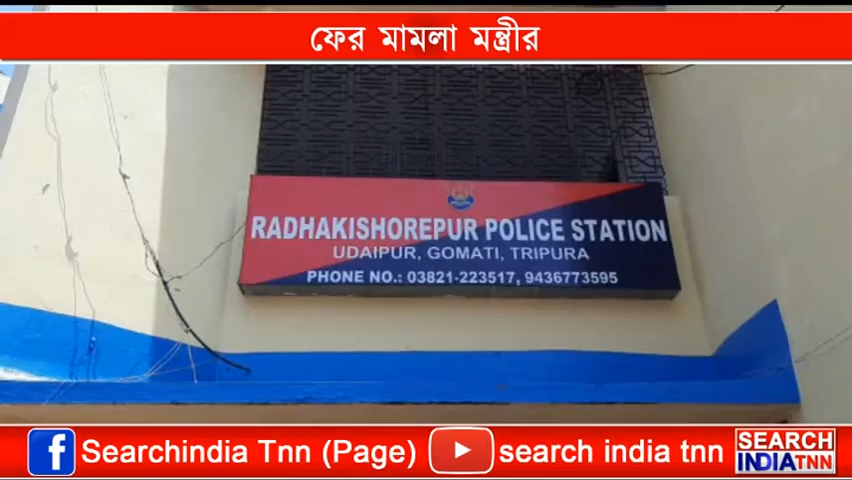 ফের মামলা মন্ত্রীর
RADHAKISHOREPUR POLICE STATION
UDAIPUR, GOMATI, TRIPURA
PHONE NO.: 03821-223517, 9436773595
f Searchindia Tnn (Page) search india tnn
SEARCH
INDIATNN